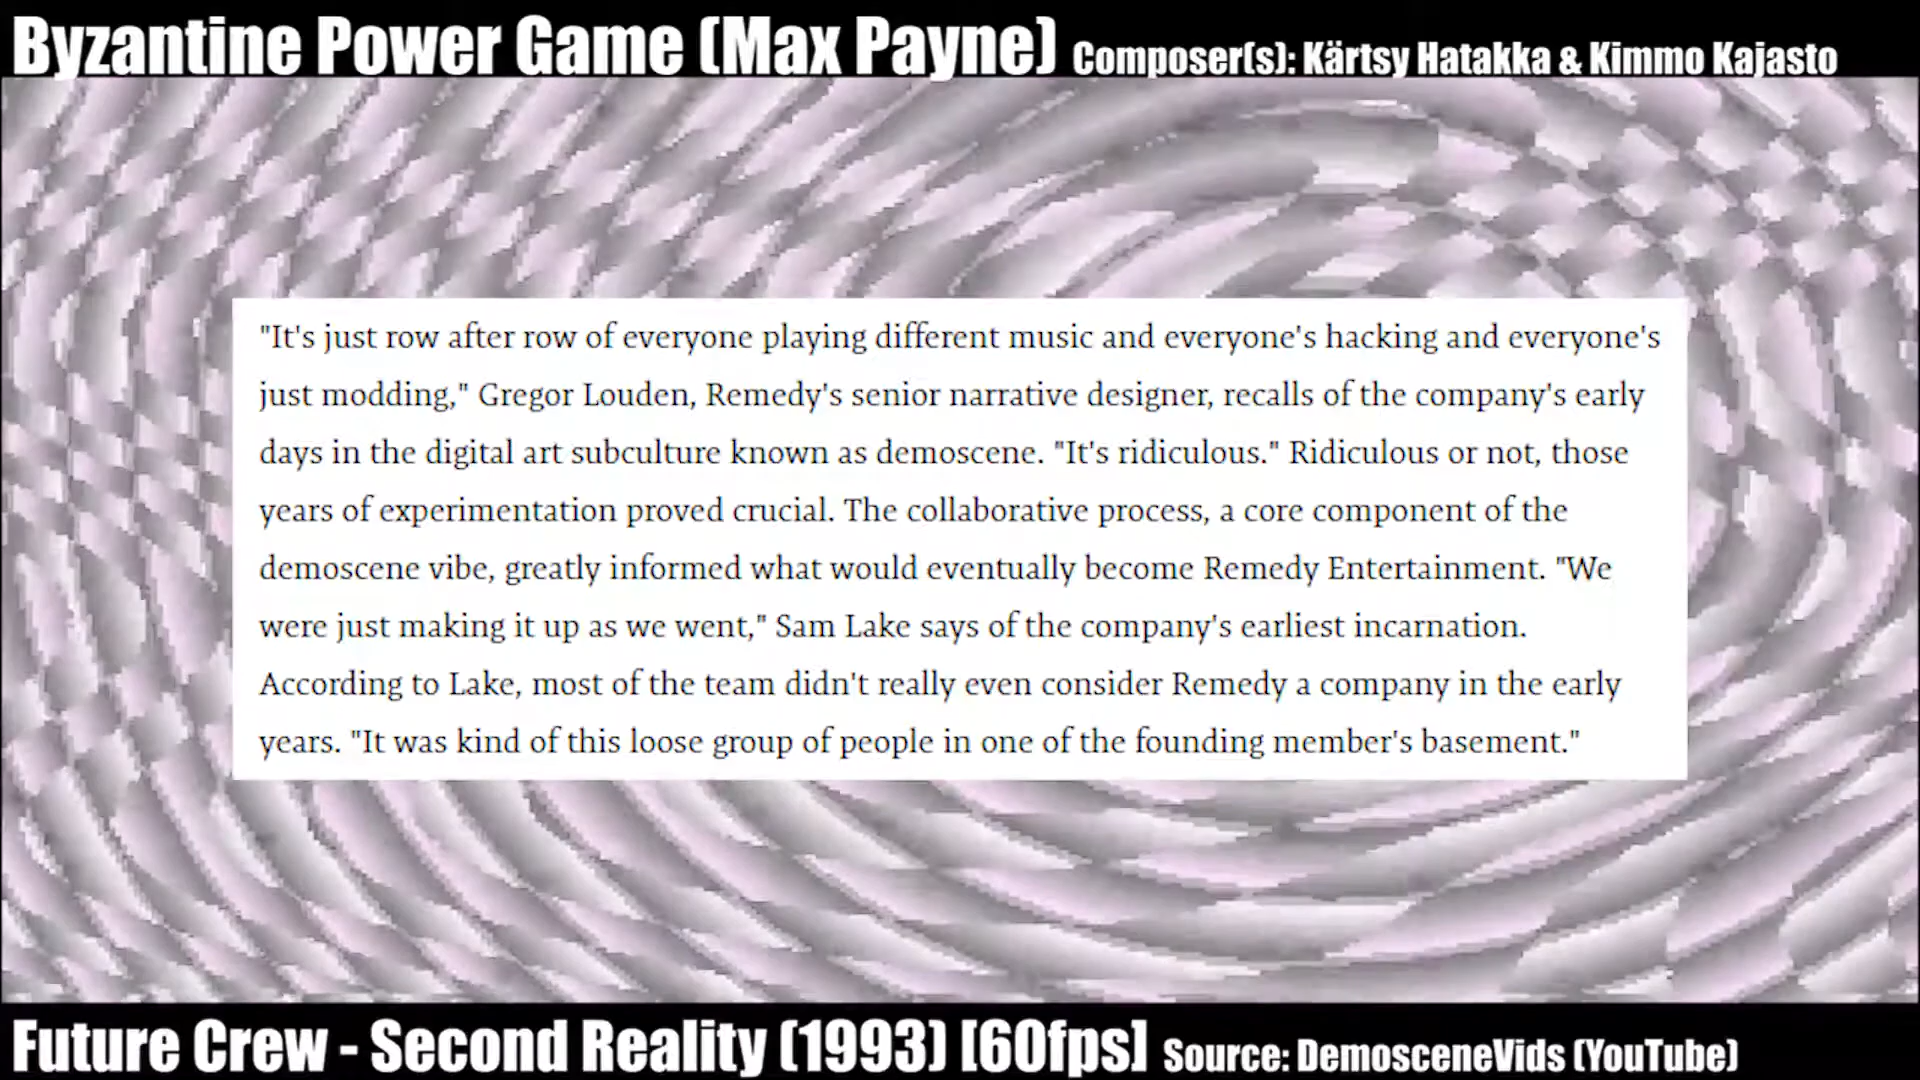 Byzantine Power Game (Max Payne) Composer(s): Kärtsy Hatakka & Kimmo Kajasto
"It's just row after row of everyone playing different music and everyone's hacking and everyone's
just modding," Gregor Louden, Remedy's senior narrative designer, recalls of the company's early
days in the digital art subculture known as demoscene. "It's ridiculous." Ridiculous or not, those
years of experimentation proved crucial. The collaborative process, a core component of the
demoscene vibe, greatly informed what would eventually become Remedy Entertainment. "We
were just making it up as we went," Sam Lake says of the company's earliest incarnation.
According to Lake, most of the team didn't really even consider Remedy a company in the early
years. "It was kind of this loose group of people in one of the founding member's basement."
Future Crew - Second Reality (1993) [60fps] Source: DemosceneVids (YouTube)